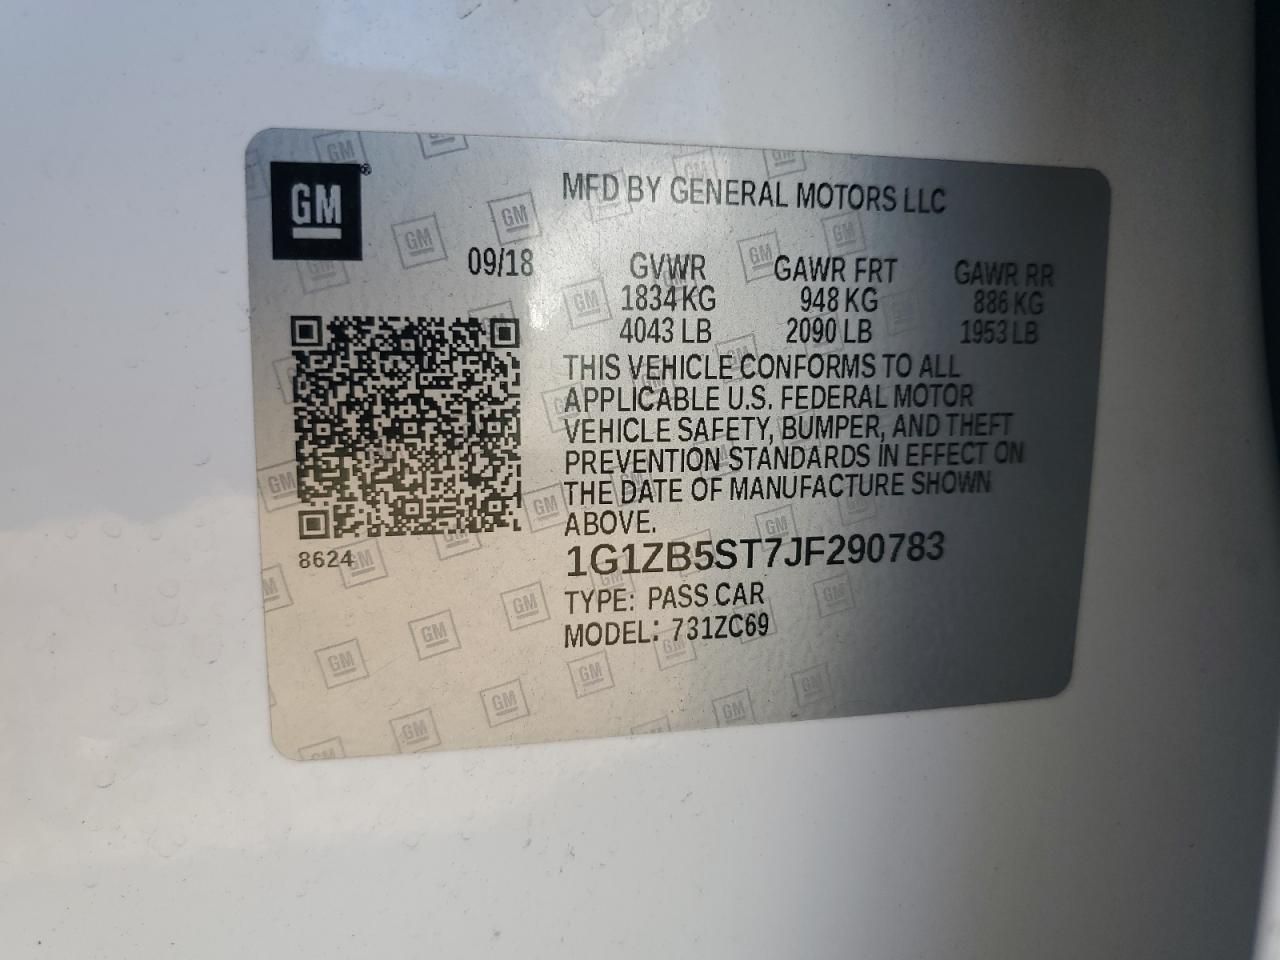 GM
MFD BY GENERAL MOTORS LLC
09/18
GVWR GAWR FRT GAWR RR
1834 KG 948 KG 886 KG
4043 LB 2090 LB 1953 LB
THIS VEHICLE CONFORMS TO ALL
APPLICABLE U.S. FEDERAL MOTOR
VEHICLE SAFETY, BUMPER, AND THEFT
PREVENTION STANDARDS IN EFFECT ON
THE DATE OF MANUFACTURE SHOWN
ABOVE.
8624
1G1ZB5ST7JF290783
TYPE: PASS CAR
MODEL: 731ZC69